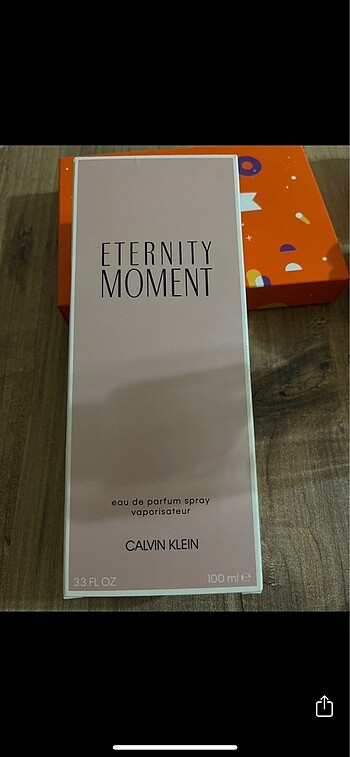 ETERNITY
MOMENT
eau de parfum spray
vaporisateur
CALVIN KLEIN
3.3 FL OZ
100 ml ℮